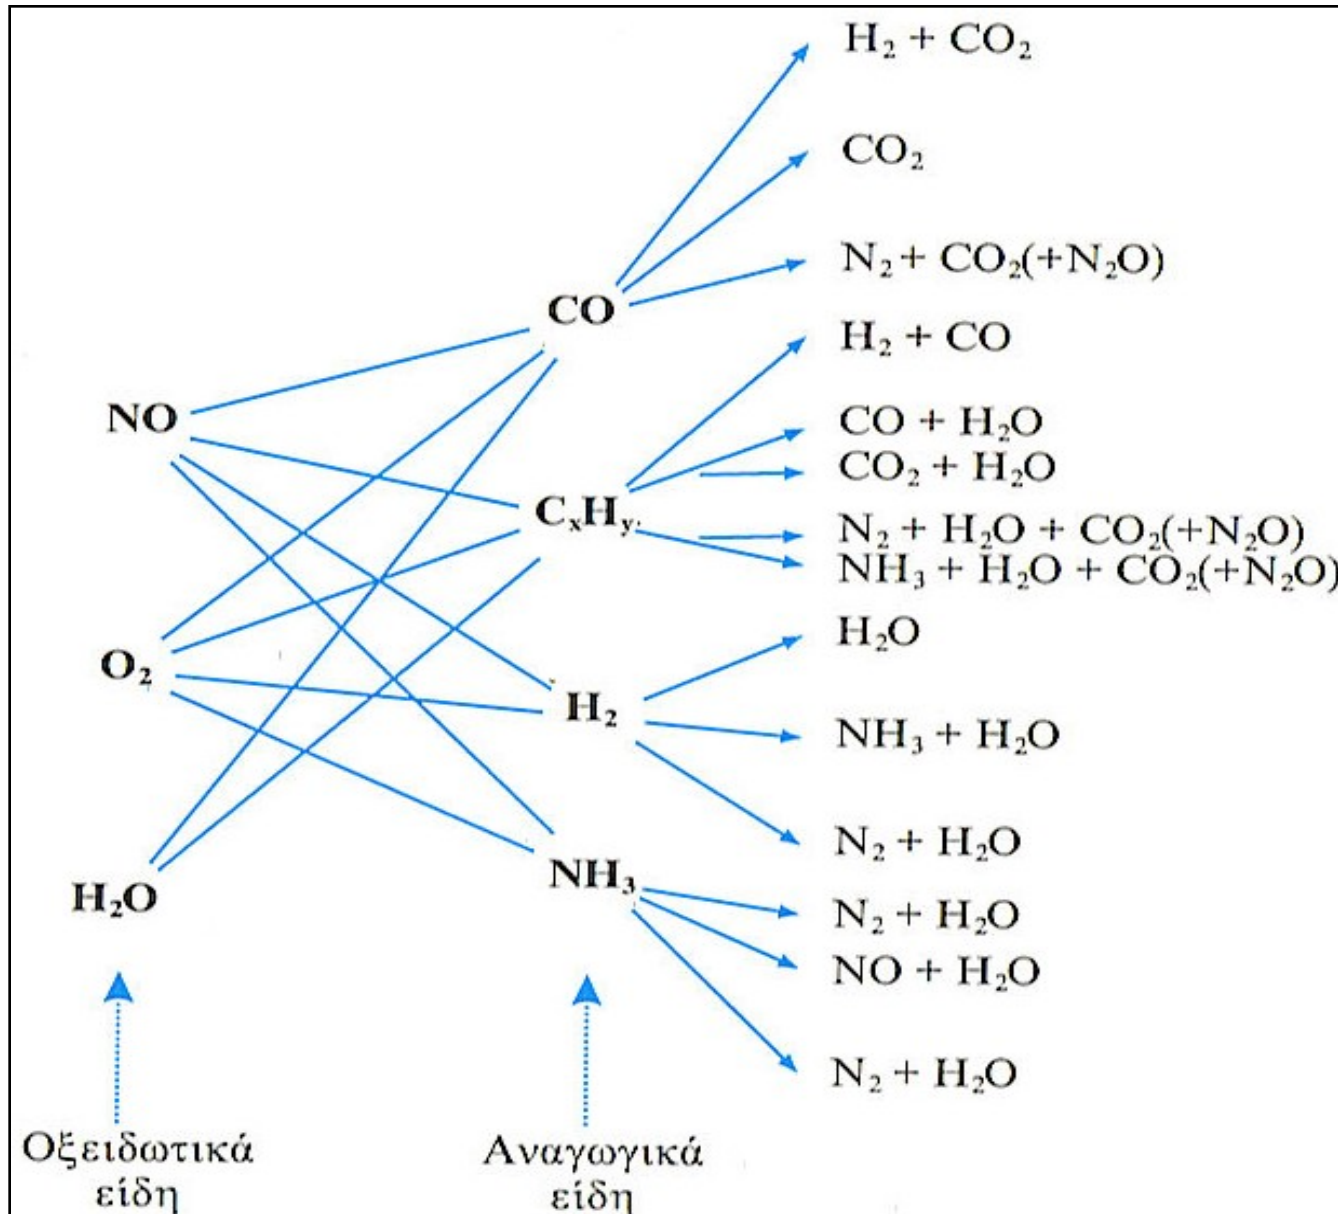 H₂ + CO₂
CO₂
N₂ + CO₂(+N₂O)
CO
H₂ + CO
NO
CO + H₂O
CO₂ + H₂O
CₓHᵧ
N₂ + H₂O + CO₂(+N₂O)
NH₃ + H₂O + CO₂(+N₂O)
H₂O
O₂
H₂
NH₃ + H₂O
N₂ + H₂O
NH₃
H₂O
N₂ + H₂O
NO + H₂O
N₂ + H₂O
Οξειδωτικά
είδη
Αναγωγικά
είδη